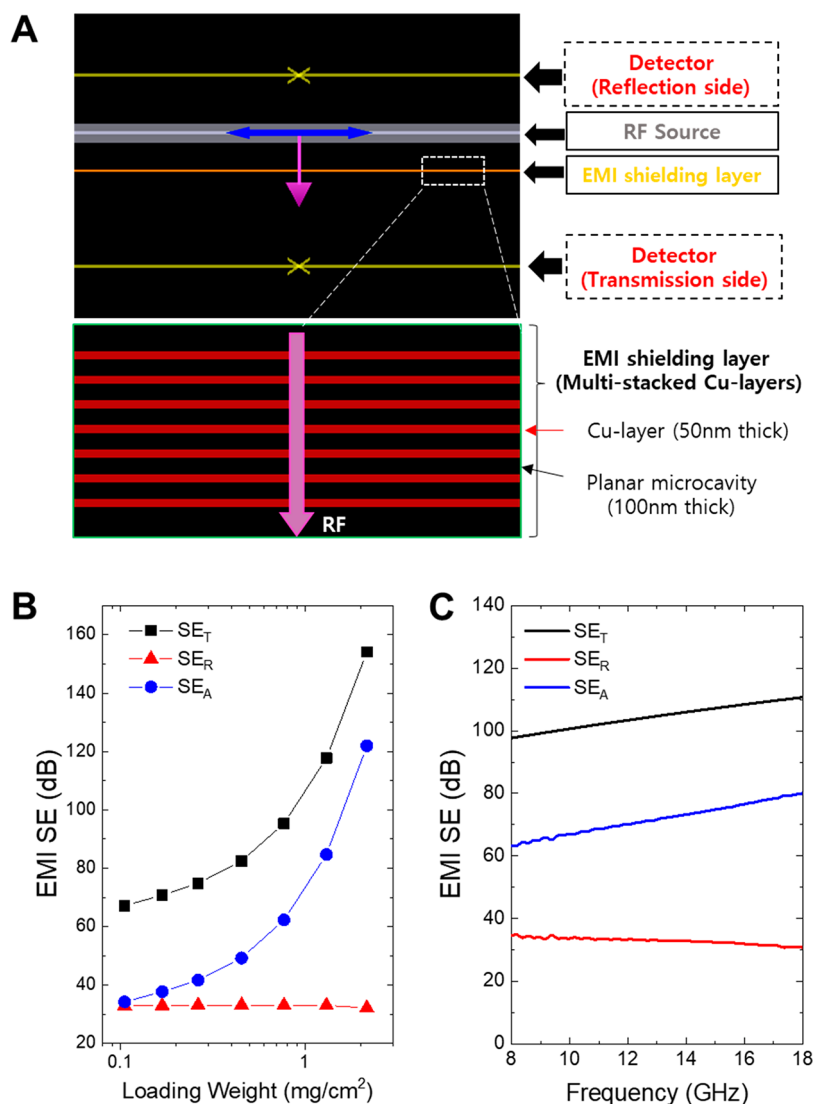 A
Detector
(Reflection side)
RF Source
EMI shielding layer
Detector
(Transmission side)
EMI shielding layer
(Multi-stacked Cu-layers)
Cu-layer (50nm thick)
Planar microcavity
(100nm thick)
RF
B
SE_T
SE_R
SE_A
160
140
120
100
80
60
40
20
EMI SE (dB)
0.1
1
Loading Weight (mg/cm²)
C
SE_T
SE_R
SE_A
140
120
100
80
60
40
20
0
EMI SE (dB)
8
10
12
14
16
18
Frequency (GHz)